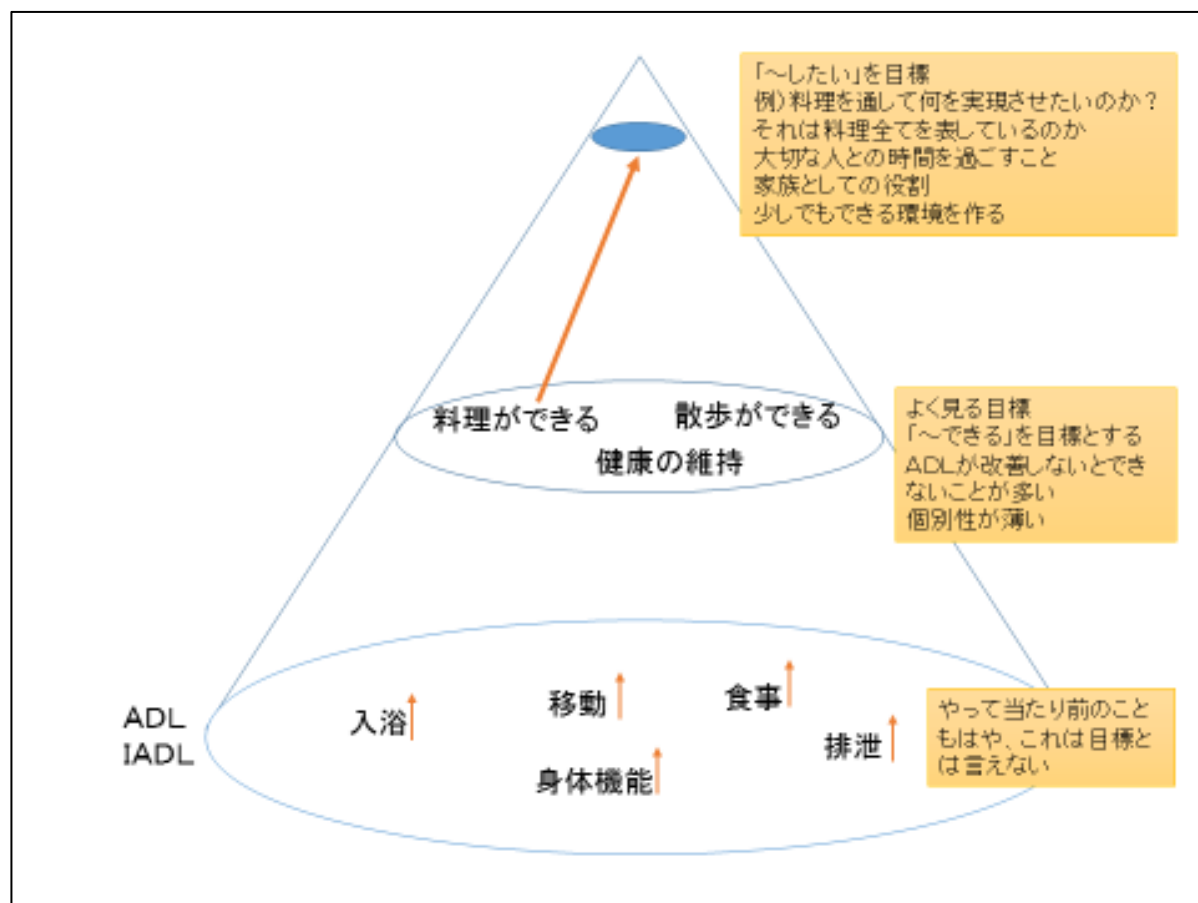 「～したい」を目標
例）料理を通して何を実現させたいのか？
それは料理全てを表しているのか
大切な人との時間を過ごすこと
家族としての役割
少しでもできる環境を作る
料理ができる
散歩ができる
健康の維持
よく見る目標
「～できる」を目標とする
ＡＤＬが改善しないとでき
ないことが多い
個別性が薄い
ADL
IADL
入浴
移動
食事
排泄
身体機能
やって当たり前のこと
もはや、これは目標と
は言えない